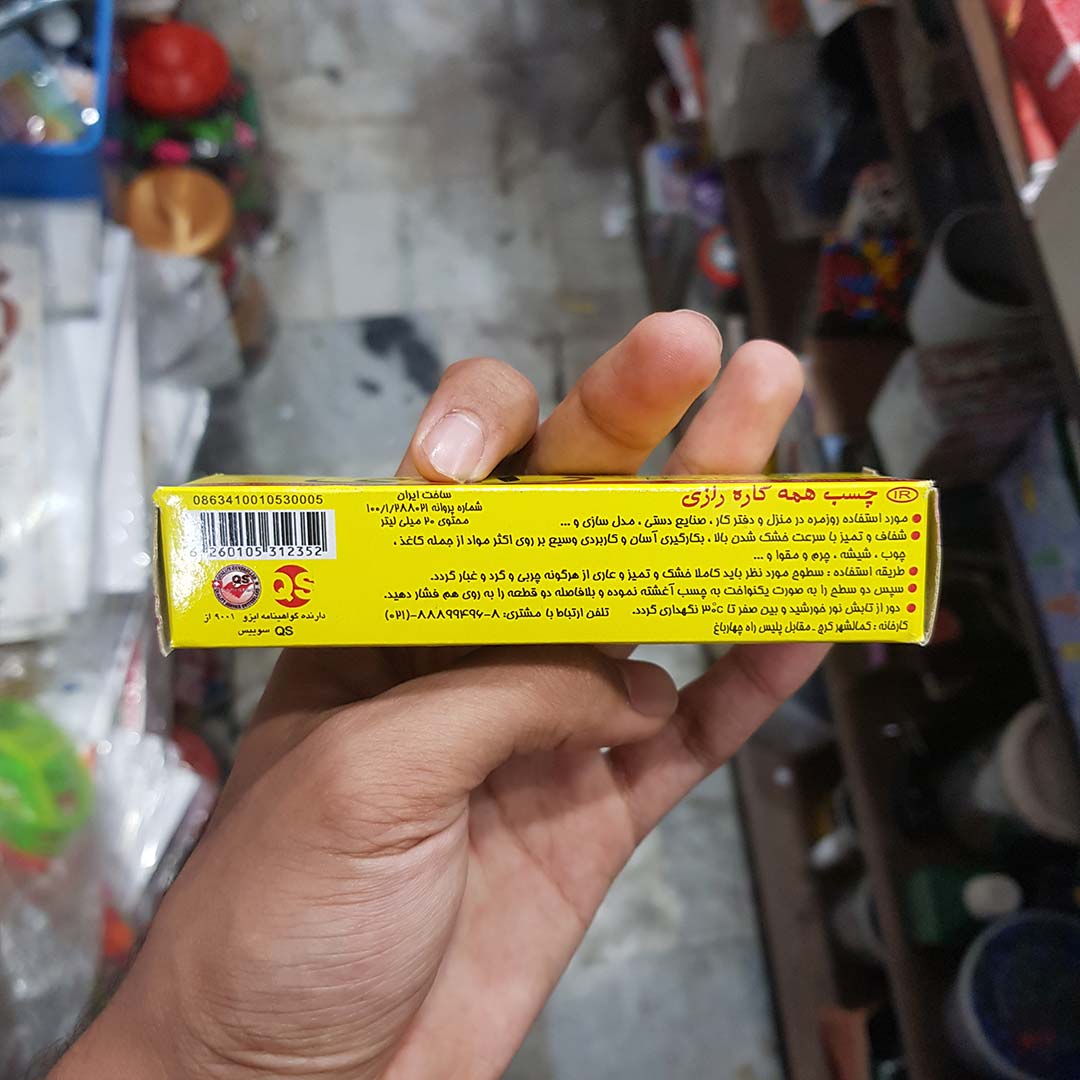 چسب همه کاره رازی IR
مورد استفاده روزمره در منزل و دفتر کار ، صنایع دستی ، مدل سازی و ...
شفاف و تمیز با سرعت خشک شدن بالا ، بکارگیری آسان و کاربردی وسیع بر روی اکثر مواد از جمله کاغذ ،
چوب ، شیشه ، چرم و مقوا و ...
طریقه استفاده : سطوح مورد نظر باید کاملا خشک و تمیز و عاری از هرگونه چربی و گرد و غبار گردد.
سپس دو سطح را به صورت یکنواخت به چسب آغشته نموده و بلافاصله دو قطعه را به روی هم فشار دهید.
دور از تابش نور خورشید و بین صفر تا ۳۰°c نگهداری گردد.
تلفن ارتباط با مشتری: ۸-۸۸۸۹۹۴۹۶-(۰۲۱)
کارخانه : کمالشهر کرج - مقابل پلیس راه چهارباغ
ساخت ایران
شماره پروانه ۱۰۰/۱/۲۸۸۰۲۱
محتوی ۲۰ میلی لیتر
0863410010530005
6 260105 312352
QS
QS
دارنده گواهینامه ایزو ۹۰۰۱ از
QS سوییس